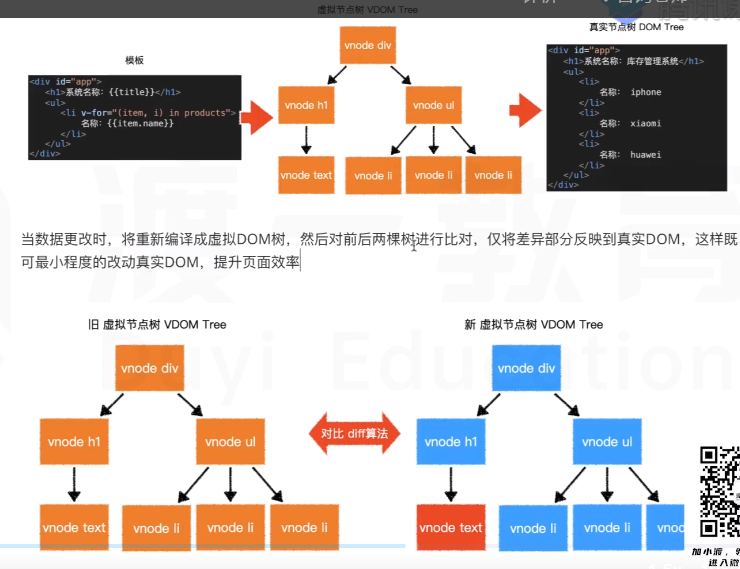 虚拟节点树 VDOM Tree
真实节点树 DOM Tree
模板
<div id="app">
<h1>系统名称: {{title}}</h1>
<ul>
<li v-for="(item, i) in products">
名称: {{item.name}}
</li>
</ul>
</div>
vnode div
vnode h1
vnode ul
vnode text
vnode li
vnode li
vnode li
<div id="app">
<h1>系统名称: 库存管理系统</h1>
<ul>
<li>
名称: iphone
</li>
<li>
名称: xiaomi
</li>
<li>
名称: huawei
</li>
</ul>
</div>
当数据更改时，将重新编译成虚拟DOM树，然后对前后两棵树进行比对，仅将差异部分反映到真实DOM，这样既
可最小程度的改动真实DOM，提升页面效率
旧 虚拟节点树 VDOM Tree
vnode div
vnode h1
vnode ul
vnode text
vnode li
vnode li
vnode li
对比 diff算法
新 虚拟节点树 VDOM Tree
vnode div
vnode h1
vnode ul
vnode text
vnode li
vnode li
vnod
渡一教育
Duyi Education
加小渡，
进入微